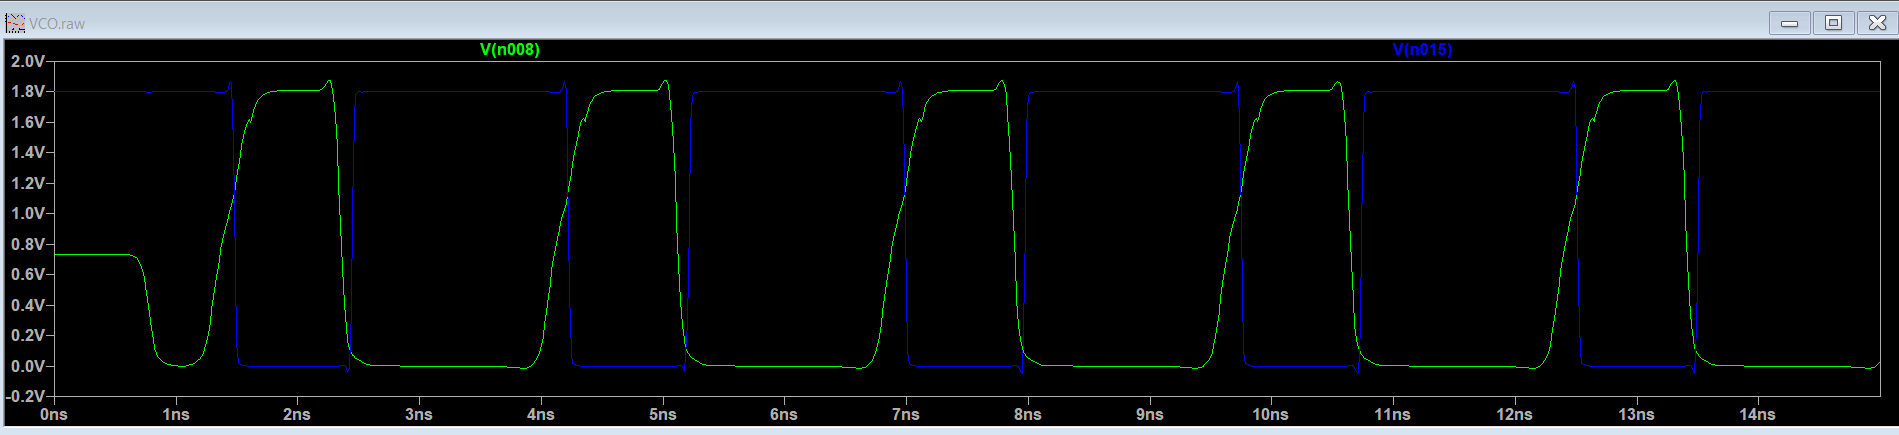 VCO.raw
V(n008) V(n015)
2.0V
1.8V
1.6V
1.4V
1.2V
1.0V
0.8V
0.6V
0.4V
0.2V
0.0V
-0.2V
0ns 1ns 2ns 3ns 4ns 5ns 6ns 7ns 8ns 9ns 10ns 11ns 12ns 13ns 14ns